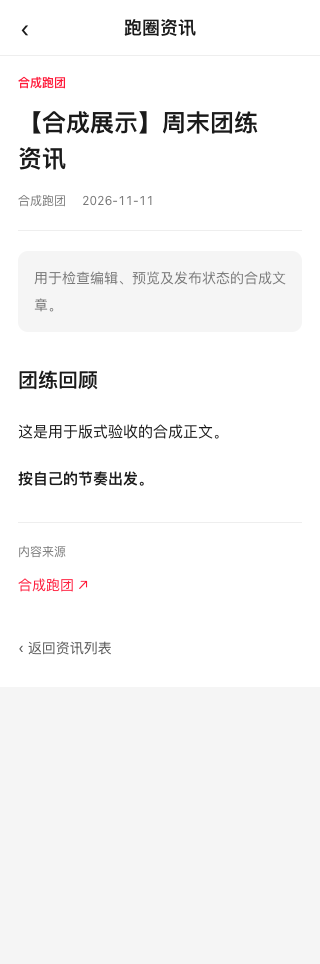 ‹ 跑圈资讯
合成跑团
【合成展示】周末团练
资讯
合成跑团 2026-11-11
用于检查编辑、预览及发布状态的合成文
章。
团练回顾
这是用于版式验收的合成正文。
按自己的节奏出发。
内容来源
合成跑团 ↗
‹ 返回资讯列表